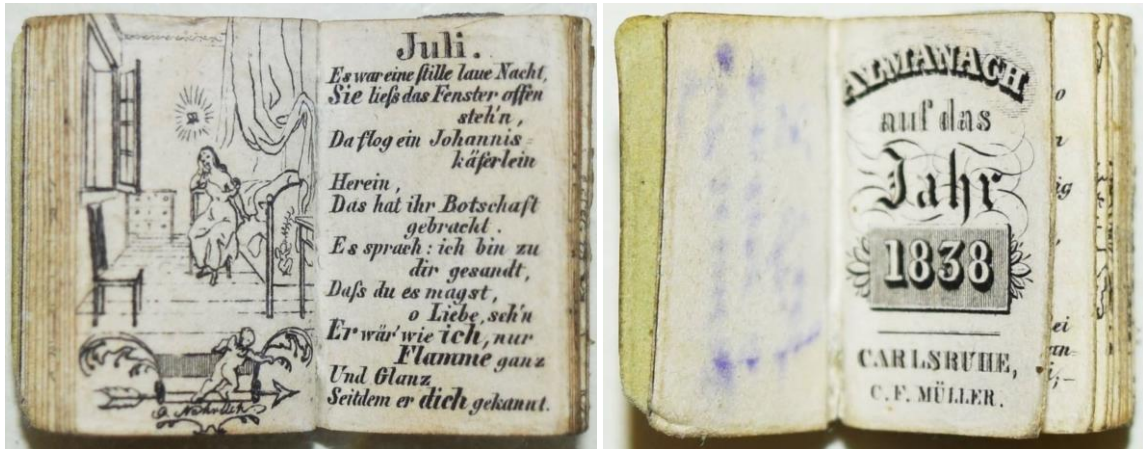 Juli.
Es war eine stille laue Nacht,
Sie ließ das Fenster offen
steh'n,
Da flog ein Johannis=
käferlein
Herein,
Das hat ihr Botschaft
gebracht.
Es sprach: ich bin zu
dir gesandt,
Daß du es magst,
o Liebe, seh'n
Er wär' wie ich, nur
Flamme ganz
Und Glanz
Seitdem er dich gekannt.
ALMANACH
auf das
Jahr
1838
CARLSRUHE,
C. F. MÜLLER.